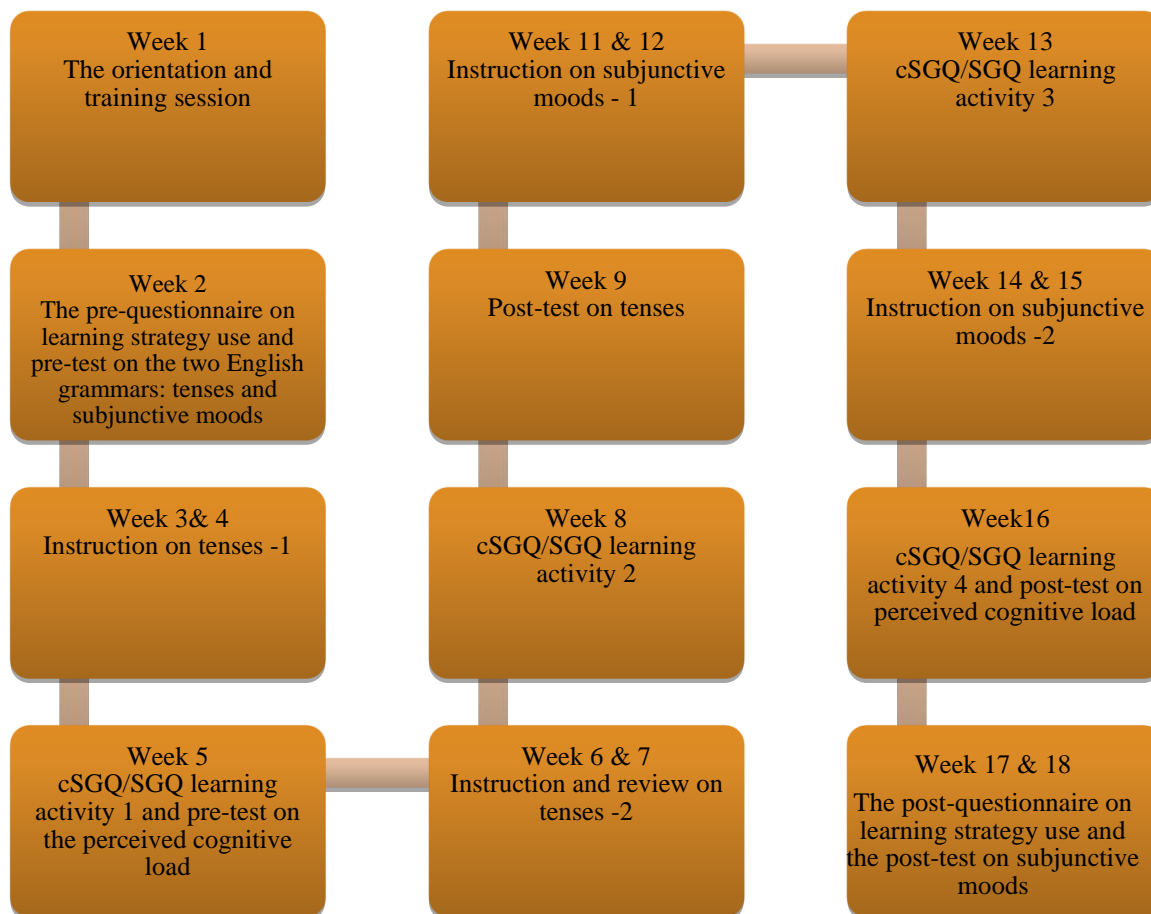 Week 1
The orientation and
training session
Week 2
The pre-questionnaire on
learning strategy use and
pre-test on the two English
grammars: tenses and
subjunctive moods
Week 3& 4
Instruction on tenses -1
Week 5
cSGQ/SGQ learning
activity 1 and pre-test on
the perceived cognitive
load
Week 6 & 7
Instruction and review on
tenses -2
Week 8
cSGQ/SGQ learning
activity 2
Week 9
Post-test on tenses
Week 11 & 12
Instruction on subjunctive
moods - 1
Week 13
cSGQ/SGQ learning
activity 3
Week 14 & 15
Instruction on subjunctive
moods -2
Week16
cSGQ/SGQ learning
activity 4 and post-test on
perceived cognitive load
Week 17 & 18
The post-questionnaire on
learning strategy use and
the post-test on subjunctive
moods